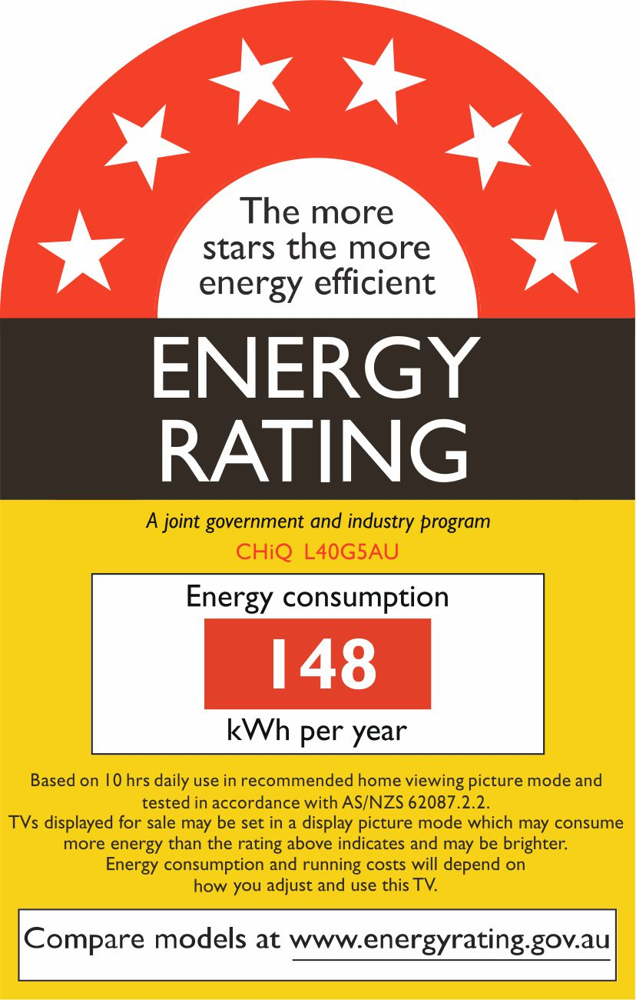 The more
stars the more
energy efficient
ENERGY
RATING
A joint government and industry program
CHiQ L40G5AU
Energy consumption
148
kWh per year
Based on 10 hrs daily use in recommended home viewing picture mode and
tested in accordance with AS/NZS 62087.2.2.
TVs displayed for sale may be set in a display picture mode which may consume
more energy than the rating above indicates and may be brighter.
Energy consumption and running costs will depend on
how you adjust and use this TV.
Compare models at www.energyrating.gov.au